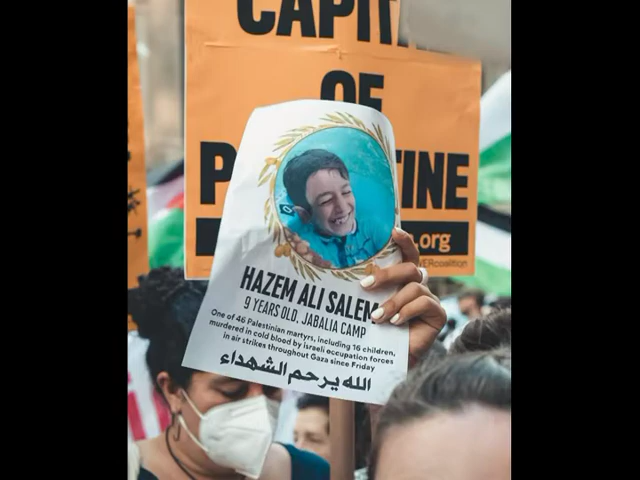 CAPIT
OF
P
TINE
.org
VERcoalition
HAZEM ALI SALEM
9 YEARS OLD, JABALIA CAMP
One of 46 Palestinian martyrs, including 16 children,
murdered in cold blood by Israeli occupation forces
in air strikes throughout Gaza since Friday
الله يرحم الشهداء